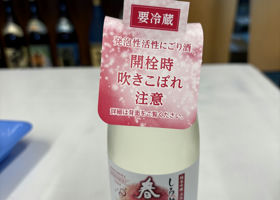 要冷蔵
発泡性活性にごり酒
開栓時
吹きこぼれ
注意
詳細は背面をご覧ください
春